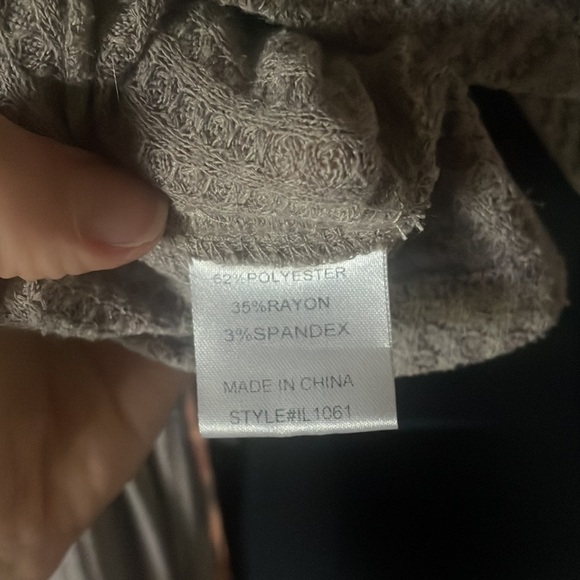 62%POLYESTER
35%RAYON
3%SPANDEX
MADE IN CHINA
STYLE#IL1061